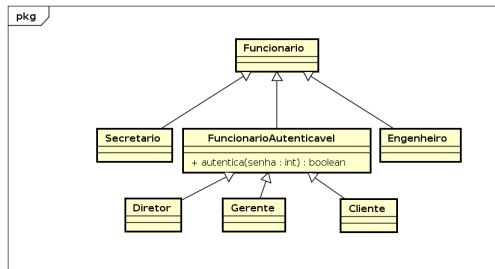 pkg
Funcionario
Secretario
FuncionarioAutenticavel
+ autentica(senha : int) : boolean
Engenheiro
Diretor
Gerente
Cliente